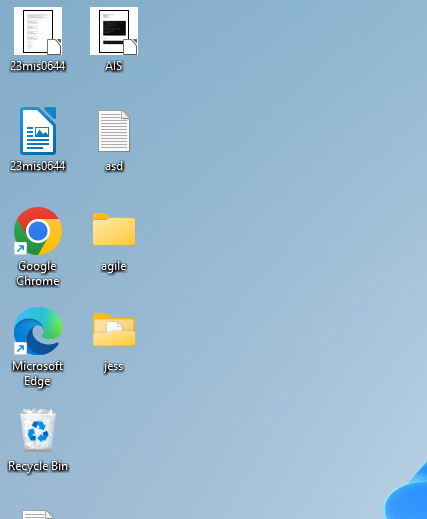 23mis0644
AIS
23mis0644
asd
Google
Chrome
agile
Microsoft
Edge
jess
Recycle Bin